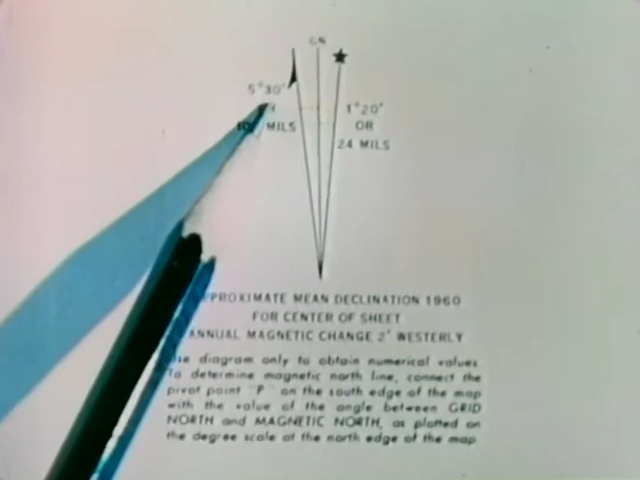 GN
5°30'
1°20'
MILS
OR
24 MILS
PROXIMATE MEAN DECLINATION 1960
FOR CENTER OF SHEET
ANNUAL MAGNETIC CHANGE 2' WESTERLY
se diagram only to obtain numerical values
To determine magnetic north line, connect the
pivot point "P" on the south edge of the map
with the value of the angle between GRID
NORTH and MAGNETIC NORTH, as plotted on
the degree scale at the north edge of the map